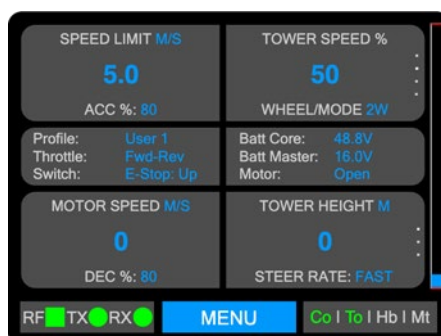 SPEED LIMIT M/S
5.0
ACC %: 80
TOWER SPEED %
50
WHEEL/MODE 2W
Profile: User 1
Throttle: Fwd-Rev
Switch: E-Stop: Up
Batt Core: 48.8V
Batt Master: 16.0V
Motor: Open
MOTOR SPEED M/S
0
DEC %: 80
TOWER HEIGHT M
0
STEER RATE: FAST
RF TX RX
MENU
Co I To I Hb I Mt